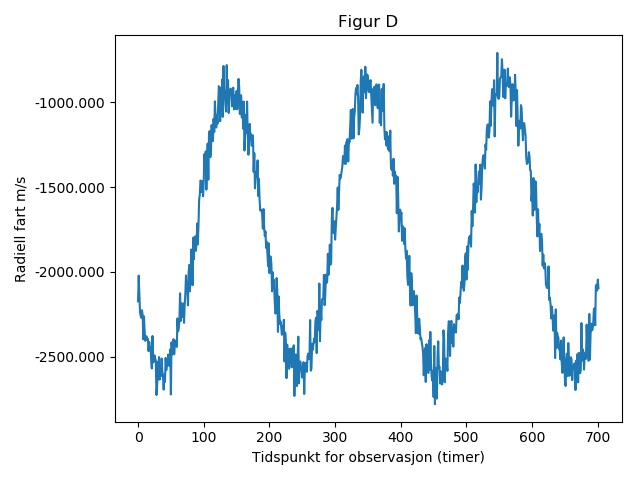 Figur D
Radiell fart m/s
-1000.000
-1500.000
-2000.000
-2500.000
0 100 200 300 400 500 600 700
Tidspunkt for observasjon (timer)